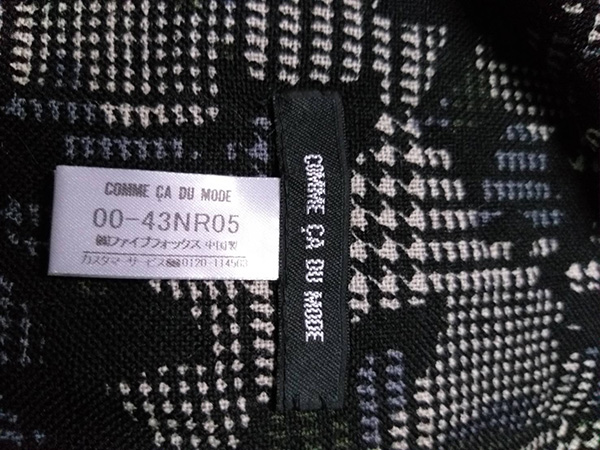 COMME ÇA DU MODE
00-43NR05
㈱ファイブフォックス 中国製
カスタマーサービス 0120-114563
COMME ÇA DU MODE